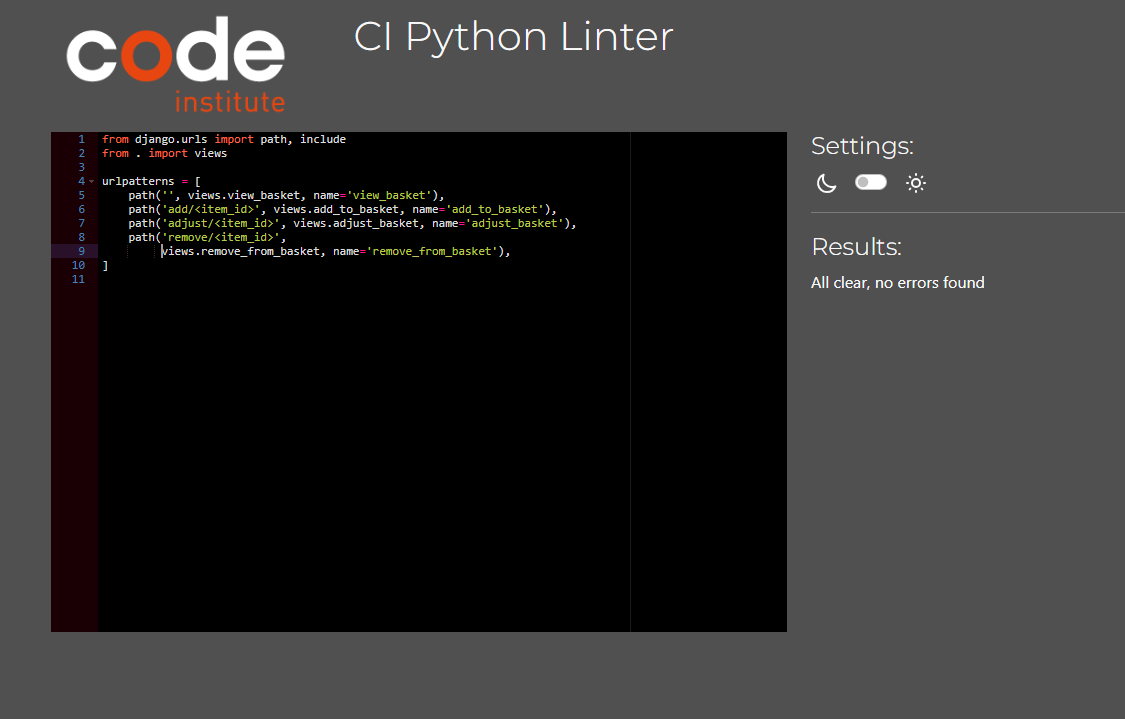 code
institute
CI Python Linter
1 from django.urls import path, include
2 from . import views
3
4 urlpatterns = [
5     path('', views.view_basket, name='view_basket'),
6     path('add/<item_id>', views.add_to_basket, name='add_to_basket'),
7     path('adjust/<item_id>', views.adjust_basket, name='adjust_basket'),
8     path('remove/<item_id>',
9          views.remove_from_basket, name='remove_from_basket'),
10 ]
11
Settings:
Results:
All clear, no errors found